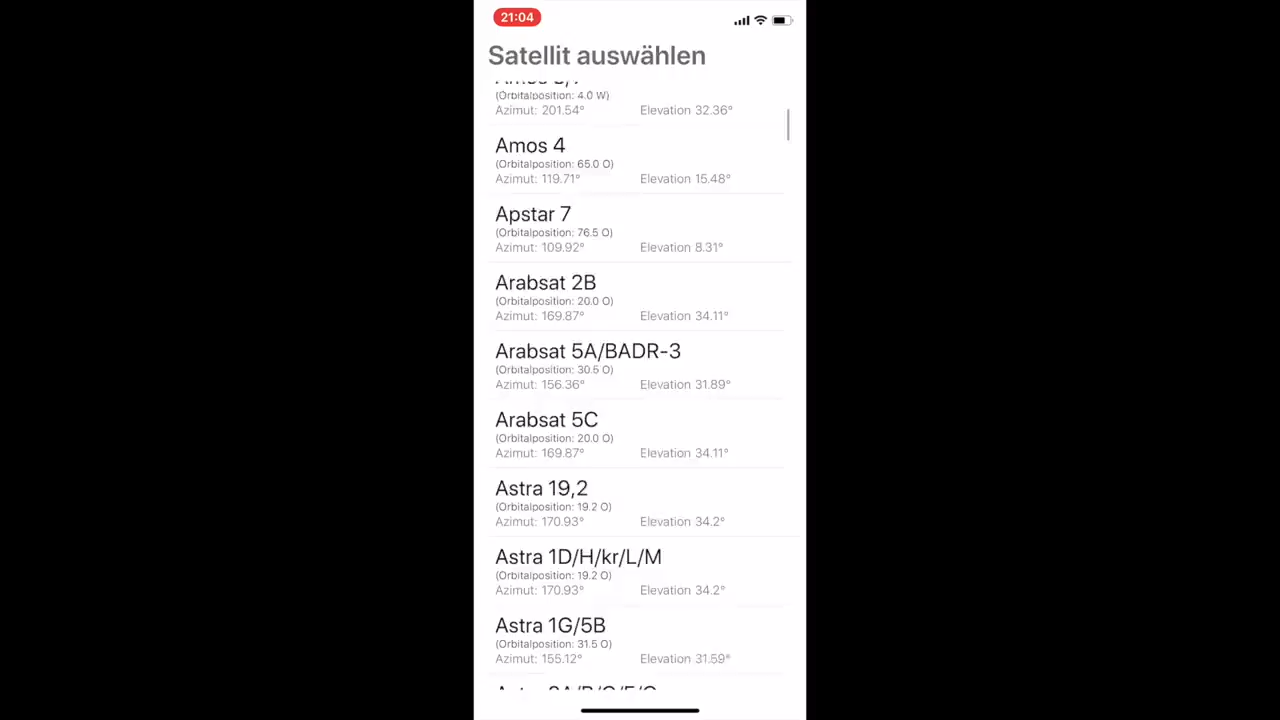 21:04
Satellit auswählen
(Orbitalposition: 4.0 W)
Azimut: 201.54° Elevation 32.36°
Amos 4
(Orbitalposition: 65.0 O)
Azimut: 119.71° Elevation 15.48°
Apstar 7
(Orbitalposition: 76.5 O)
Azimut: 109.92° Elevation 8.31°
Arabsat 2B
(Orbitalposition: 20.0 O)
Azimut: 169.87° Elevation 34.11°
Arabsat 5A/BADR-3
(Orbitalposition: 30.5 O)
Azimut: 156.36° Elevation 31.89°
Arabsat 5C
(Orbitalposition: 20.0 O)
Azimut: 169.87° Elevation 34.11°
Astra 19,2
(Orbitalposition: 19.2 O)
Azimut: 170.93° Elevation 34.2°
Astra 1D/H/kr/L/M
(Orbitalposition: 19.2 O)
Azimut: 170.93° Elevation 34.2°
Astra 1G/5B
(Orbitalposition: 31.5 O)
Azimut: 155.12° Elevation 31.59°